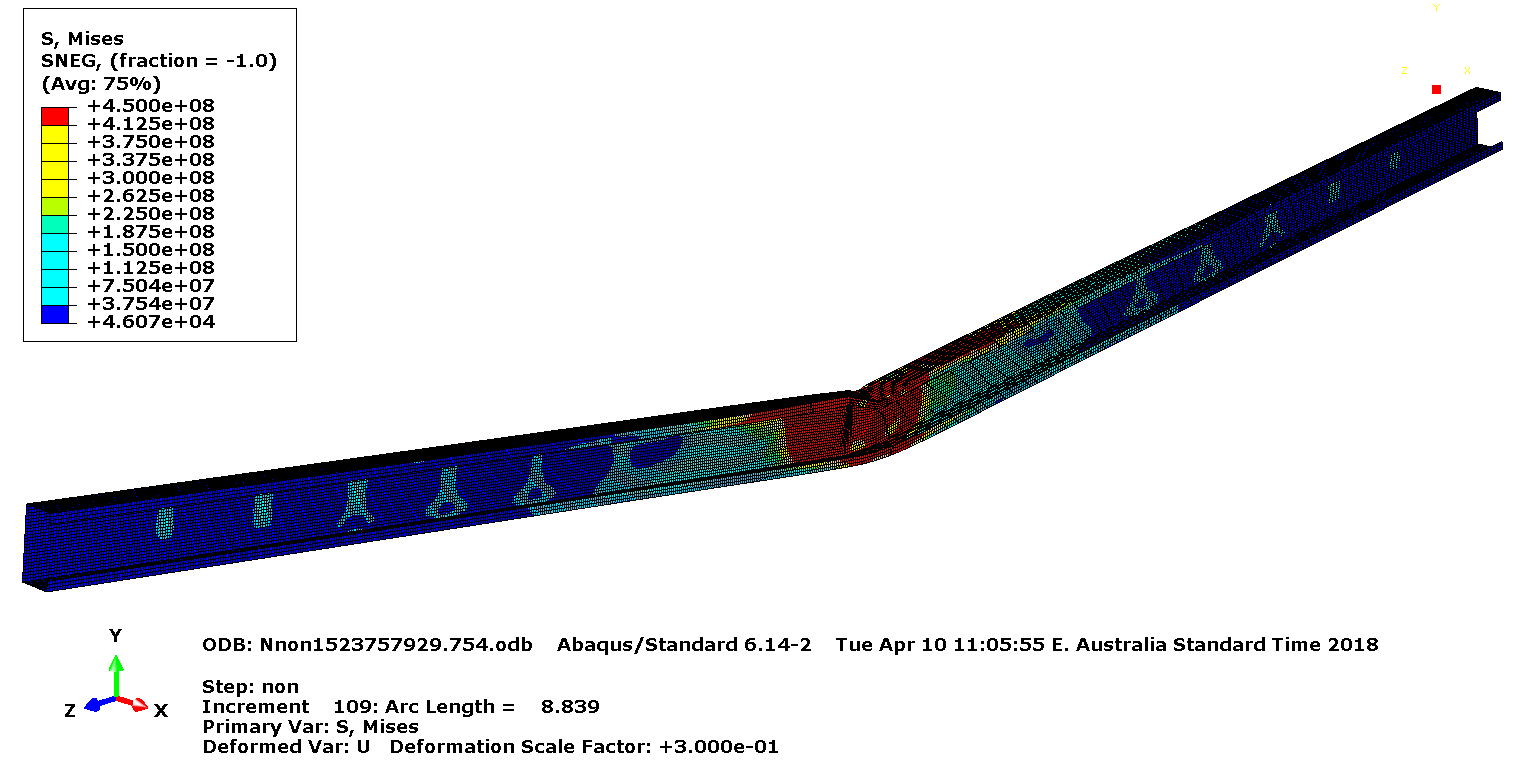 S, Mises
SNEG, (fraction = -1.0)
(Avg: 75%)
+4.500e+08
+4.125e+08
+3.750e+08
+3.375e+08
+3.000e+08
+2.625e+08
+2.250e+08
+1.875e+08
+1.500e+08
+1.125e+08
+7.504e+07
+3.754e+07
+4.607e+04
Y
Z
X
Y
Z
X
ODB: Nnon1523757929.754.odb    Abaqus/Standard 6.14-2    Tue Apr 10 11:05:55 E. Australia Standard Time 2018
Step: non
Increment    109: Arc Length =    8.839
Primary Var: S, Mises
Deformed Var: U   Deformation Scale Factor: +3.000e-01